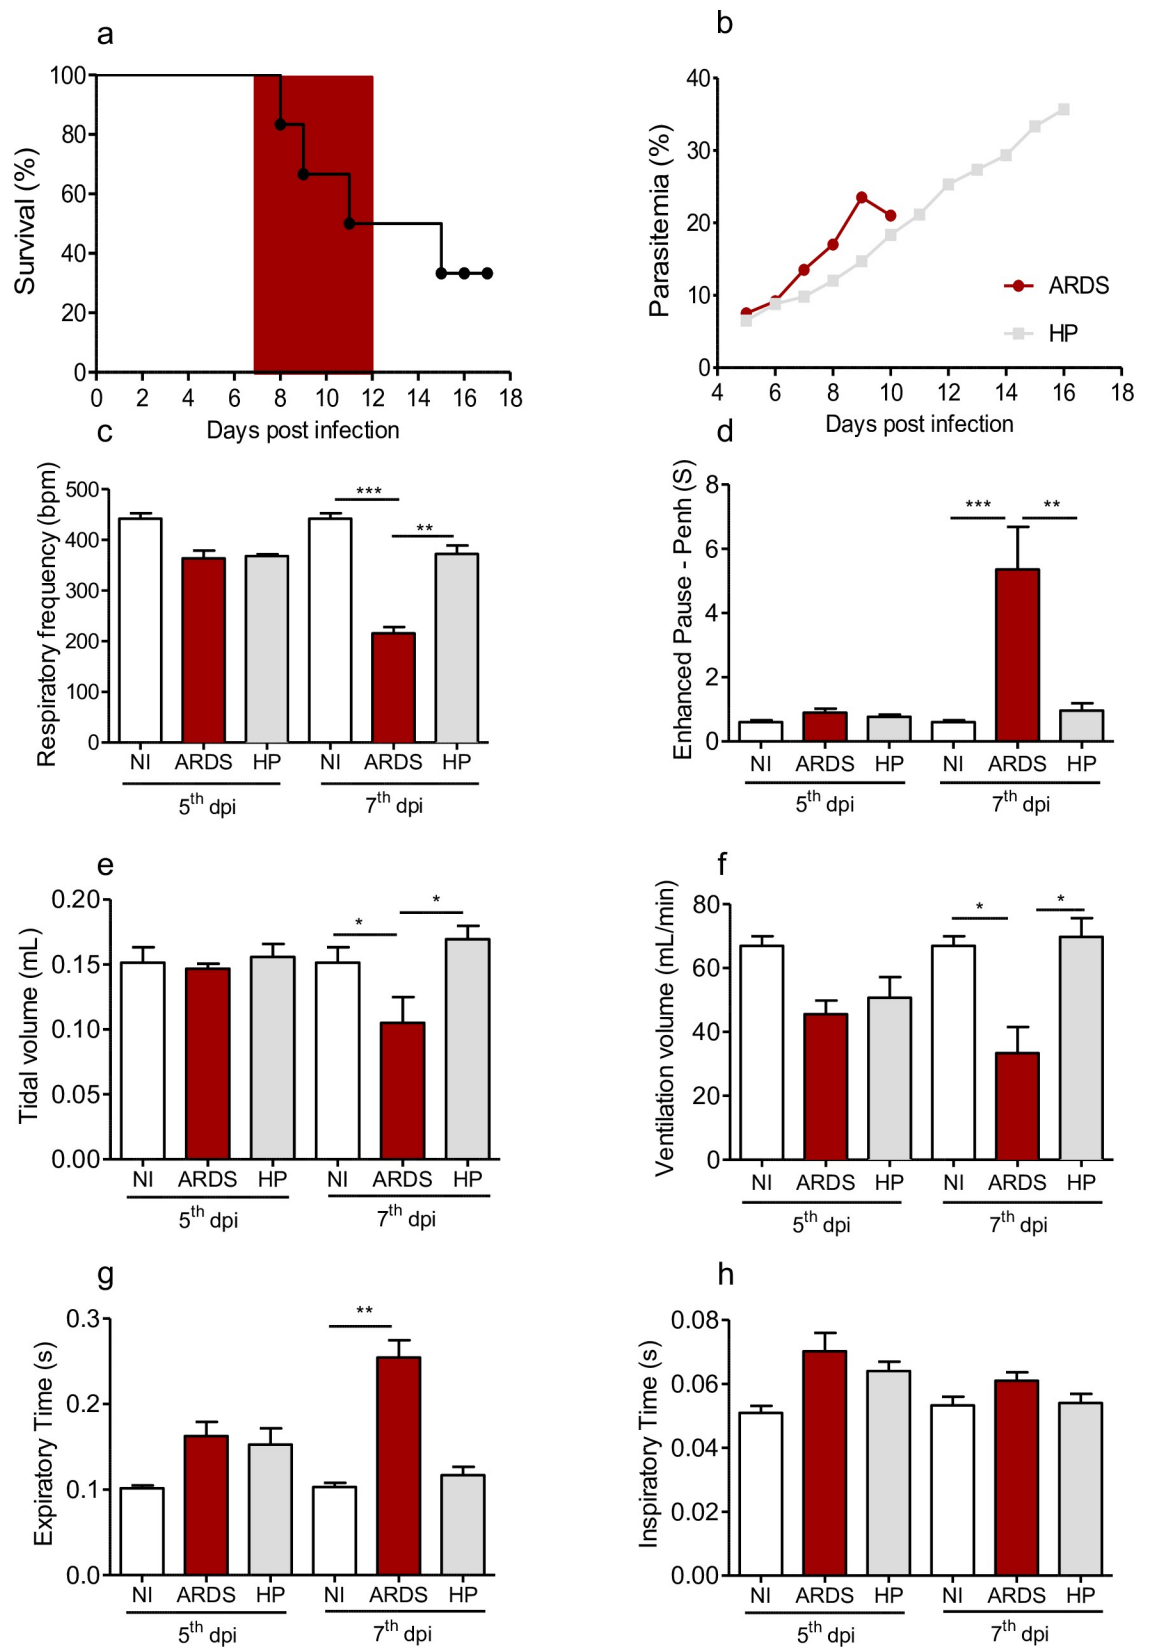 a
Survival (%)
100
80
60
40
20
0
0 2 4 6 8 10 12 14 16 18
Days post infection
b
Parasitemia (%)
40
30
20
10
0
4 6 8 10 12 14 16 18
Days post infection
ARDS
HP
c
Respiratory frequency (bpm)
500
400
300
200
100
0
***
**
NI ARDS HP NI ARDS HP
5th dpi 7th dpi
d
Enhanced Pause - Penh (S)
8
6
4
2
0
*** **
NI ARDS HP NI ARDS HP
5th dpi 7th dpi
e
Tidal volume (mL)
0.20
0.15
0.10
0.05
0.00
*
*
NI ARDS HP NI ARDS HP
5th dpi 7th dpi
f
Ventilation volume (mL/min)
80
60
40
20
0
* *
NI ARDS HP NI ARDS HP
5th dpi 7th dpi
g
Expiratory Time (s)
0.3
0.2
0.1
0.0
**
NI ARDS HP NI ARDS HP
5th dpi 7th dpi
h
Inspiratory Time (s)
0.08
0.06
0.04
0.02
0.00
NI ARDS HP NI ARDS HP
5th dpi 7th dpi